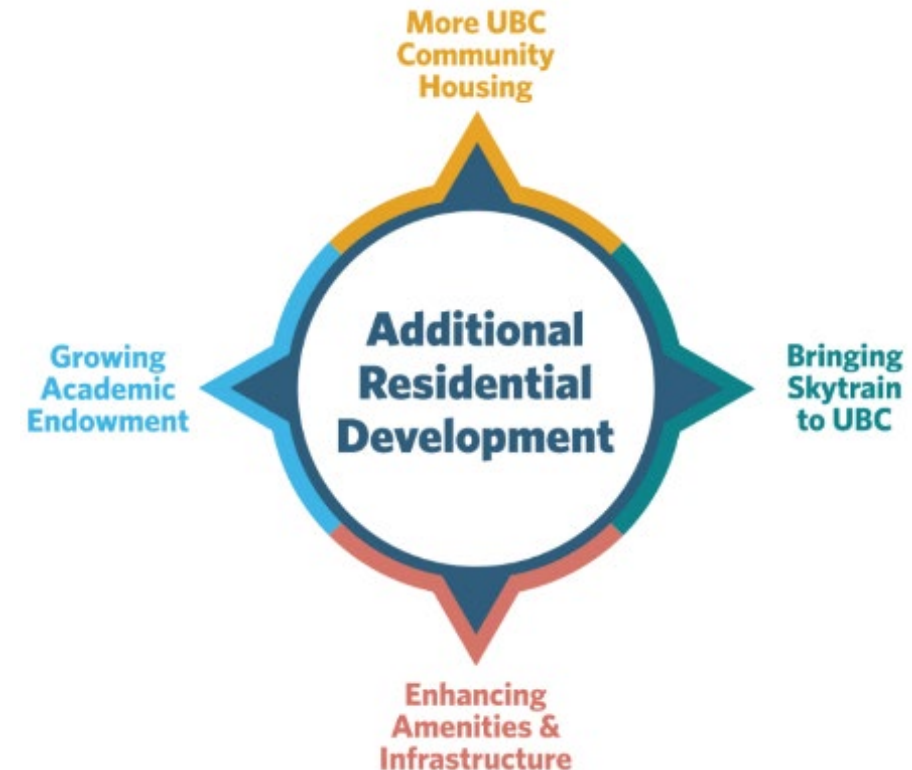 More UBC
Community
Housing
Growing
Academic
Endowment
Additional
Residential
Development
Bringing
Skytrain
to UBC
Enhancing
Amenities &
Infrastructure